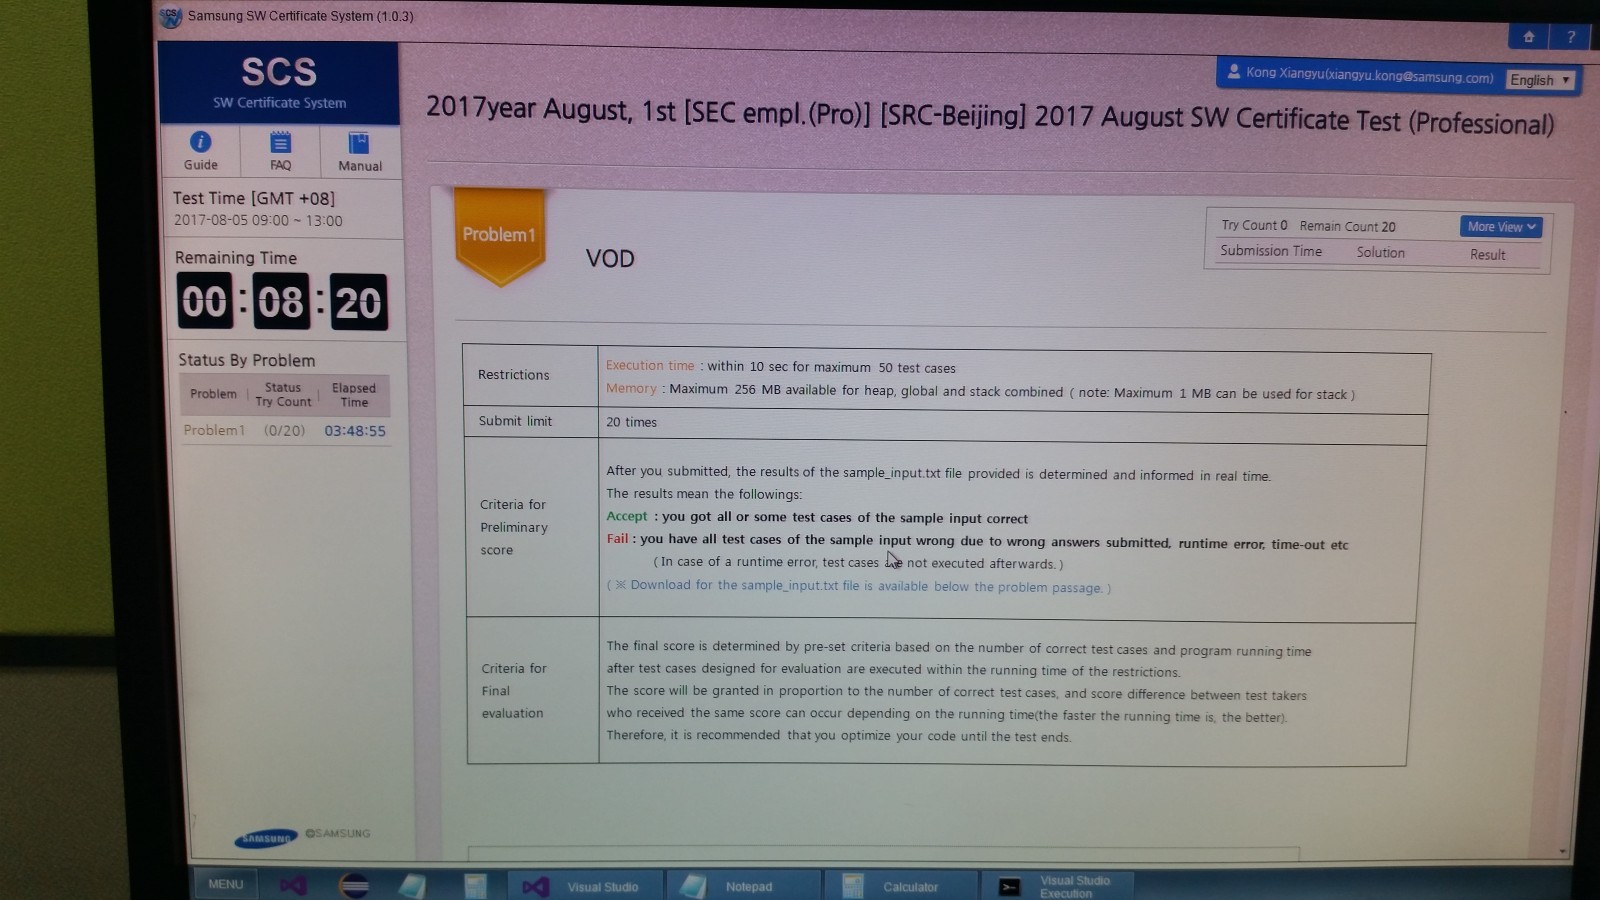 Samsung SW Certificate System (1.0.3)
SCS
SW Certificate System
Guide
FAQ
Manual
Test Time [GMT +08]
2017-08-05 09:00 ~ 13:00
Remaining Time
00:08:20
Status By Problem
Problem | Status Try Count | Elapsed Time
Problem1 (0/20) 03:48:55
SAMSUNG ©SAMSUNG
?
Kong Xiangyu(xiangyu.kong@samsung.com) English ▼
2017year August, 1st [SEC empl.(Pro)] [SRC-Beijing] 2017 August SW Certificate Test (Professional)
Problem1
VOD
Try Count 0 Remain Count 20 More View
Submission Time Solution Result
Restrictions
Execution time : within 10 sec for maximum 50 test cases
Memory : Maximum 256 MB available for heap, global and stack combined ( note: Maximum 1 MB can be used for stack )
Submit limit
20 times
Criteria for
Preliminary
score
After you submitted, the results of the sample_input.txt file provided is determined and informed in real time.
The results mean the followings:
Accept : you got all or some test cases of the sample input correct
Fail : you have all test cases of the sample input wrong due to wrong answers submitted, runtime error, time-out etc
( In case of a runtime error, test cases are not executed afterwards. )
( ※ Download for the sample_input.txt file is available below the problem passage. )
Criteria for
Final
evaluation
The final score is determined by pre-set criteria based on the number of correct test cases and program running time
after test cases designed for evaluation are executed within the running time of the restrictions.
The score will be granted in proportion to the number of correct test cases, and score difference between test takers
who received the same score can occur depending on the running time(the faster the running time is, the better).
Therefore, it is recommended that you optimize your code until the test ends.
MENU
Visual Studio
Notepad
Calculator
Visual Studio
Execution